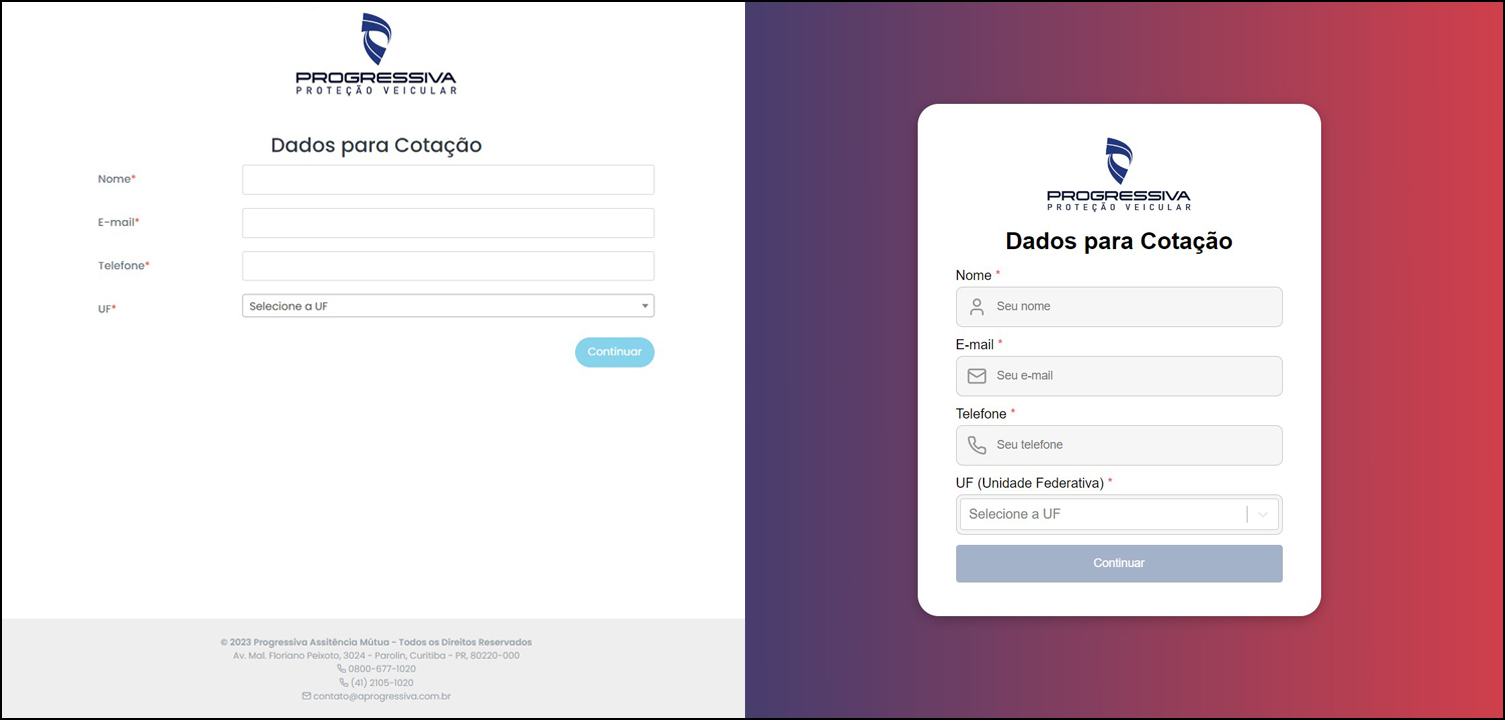 PROGRESSIVA
PROTEÇÃO VEICULAR
Dados para Cotação
Nome*
E-mail*
Telefone*
UF*
Selecione a UF
Continuar
© 2023 Progressiva Assitência Mútua - Todos os Direitos Reservados
Av. Mal. Floriano Peixoto, 3024 - Parolin, Curitiba - PR, 80220-000
0800-677-1020
(41) 2105-1020
contato@aprogressiva.com.br
PROGRESSIVA
PROTEÇÃO VEICULAR
Dados para Cotação
Nome *
Seu nome
E-mail *
Seu e-mail
Telefone *
Seu telefone
UF (Unidade Federativa) *
Selecione a UF
Continuar